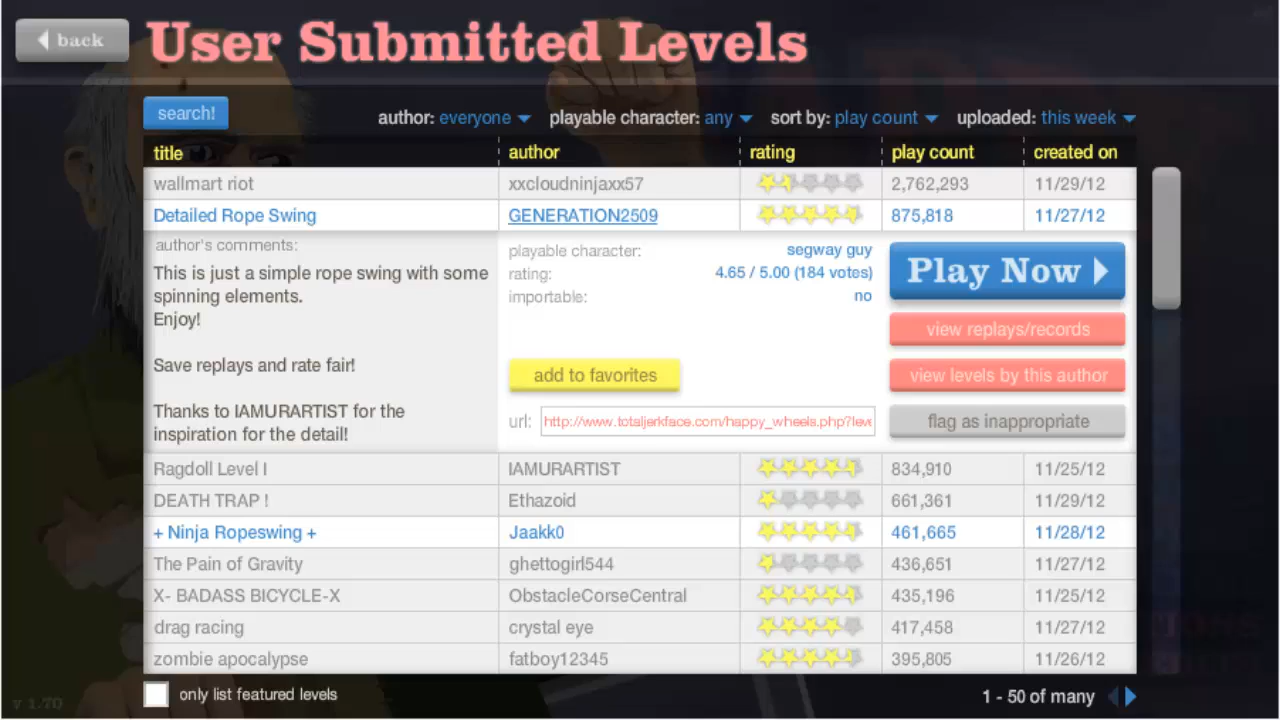 back
User Submitted Levels
search!
author: everyone playable character: any sort by: play count uploaded: this week
title author rating play count created on
wallmart riot xxcloudninjaxx57 2,762,293 11/29/12
Detailed Rope Swing GENERATION2509 875,818 11/27/12
author's comments:
This is just a simple rope swing with some
spinning elements.
Enjoy!
Save replays and rate fair!
Thanks to IAMURARTIST for the
inspiration for the detail!
playable character: segway guy
rating: 4.65 / 5.00 (184 votes)
importable: no
add to favorites
url: http://www.totaljerkface.com/happy_wheels.php?leve
Play Now
view replays/records
view levels by this author
flag as inappropriate
Ragdoll Level I IAMURARTIST 834,910 11/25/12
DEATH TRAP ! Ethazoid 661,361 11/29/12
+ Ninja Ropeswing + Jaakk0 461,665 11/28/12
The Pain of Gravity ghettogirl544 436,651 11/27/12
X- BADASS BICYCLE-X ObstacleCorseCentral 435,196 11/25/12
drag racing crystal eye 417,458 11/27/12
zombie apocalypse fatboy12345 395,805 11/26/12
only list featured levels 1 - 50 of many
v 1.70